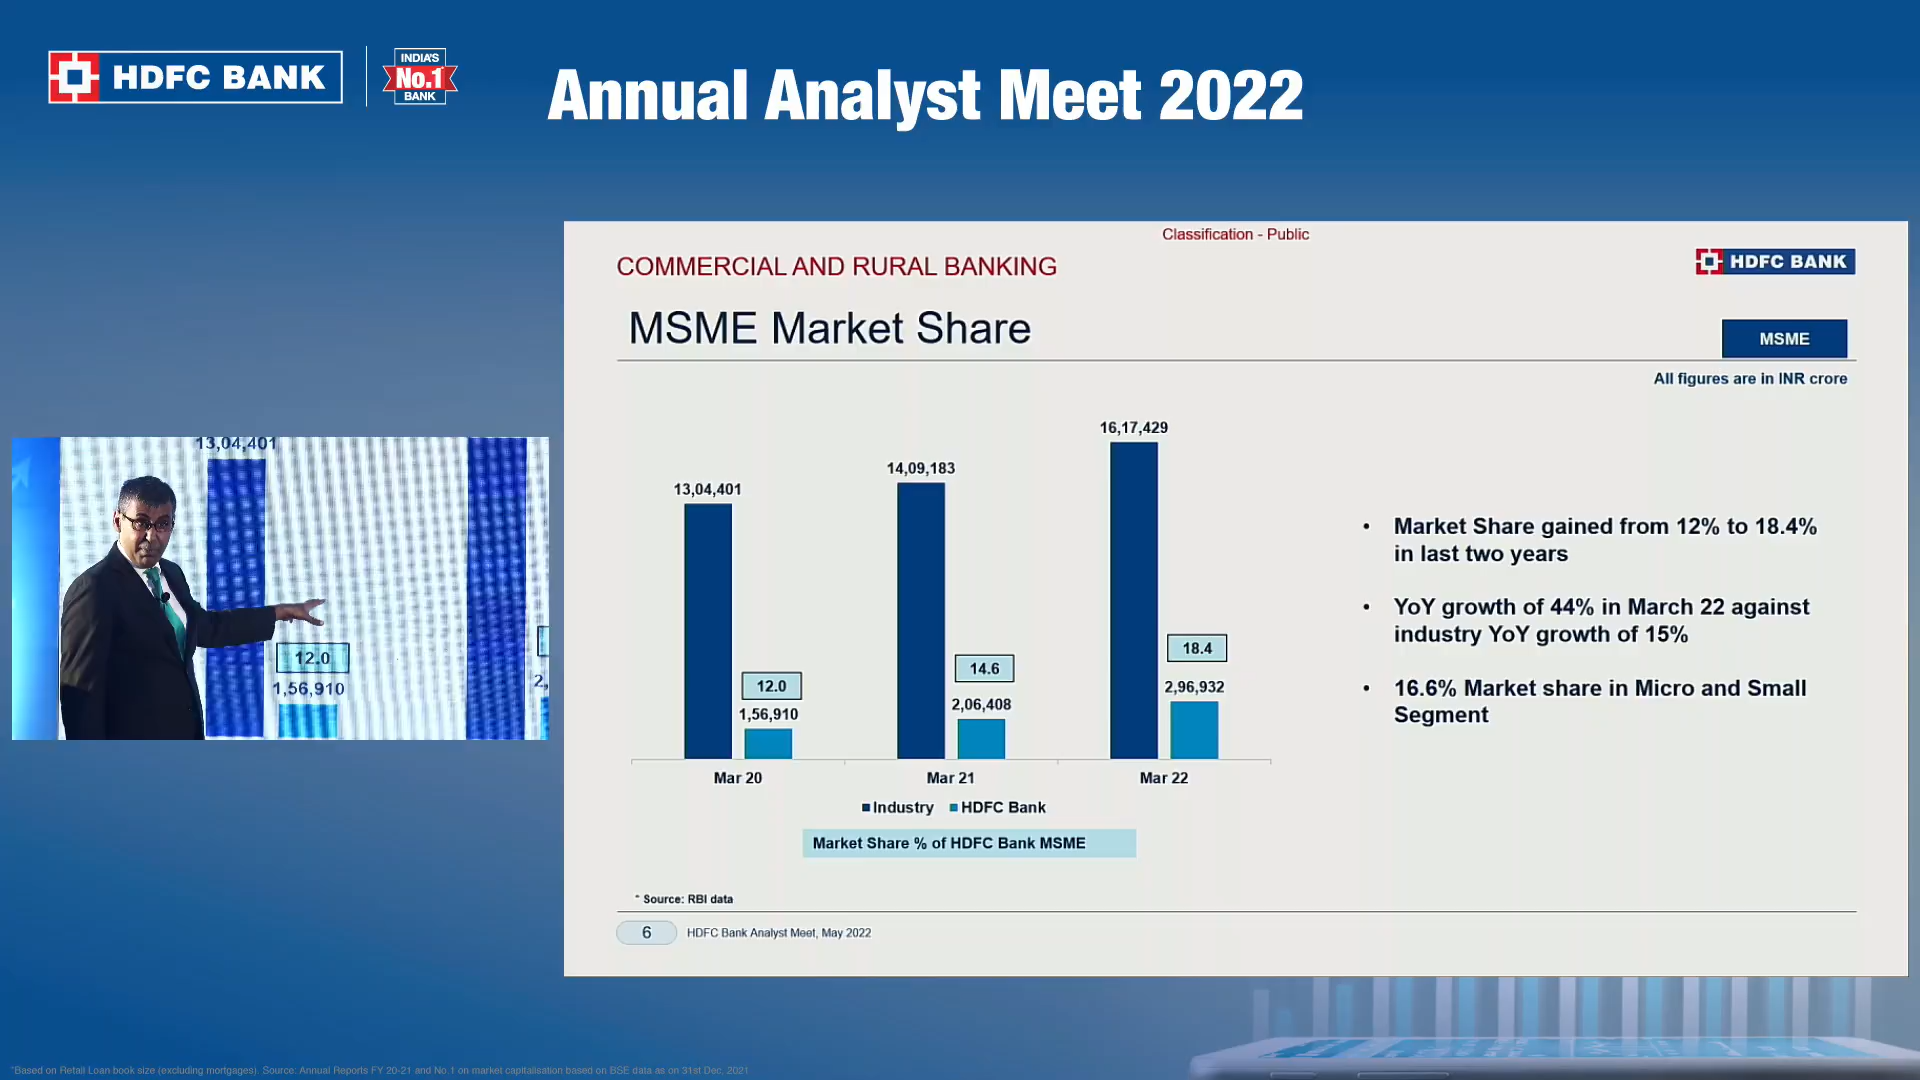 HDFC BANK
INDIA'S
No.1
BANK
Annual Analyst Meet 2022
Classification - Public
COMMERCIAL AND RURAL BANKING
HDFC BANK
MSME Market Share
MSME
All figures are in INR crore
13,04,401
12.0
1,56,910
14,09,183
14.6
2,06,408
16,17,429
18.4
2,96,932
Mar 20
Mar 21
Mar 22
Industry
HDFC Bank
Market Share % of HDFC Bank MSME
• Market Share gained from 12% to 18.4%
in last two years
• YoY growth of 44% in March 22 against
industry YoY growth of 15%
• 16.6% Market share in Micro and Small
Segment
* Source: RBI data
6
HDFC Bank Analyst Meet, May 2022
13,04,401
12.0
1,56,910
2,
*Based on Retail Loan book size (excluding mortgages). Source: Annual Reports FY 20-21 and No.1 on market capitalisation based on BSE data as on 31st Dec, 2021